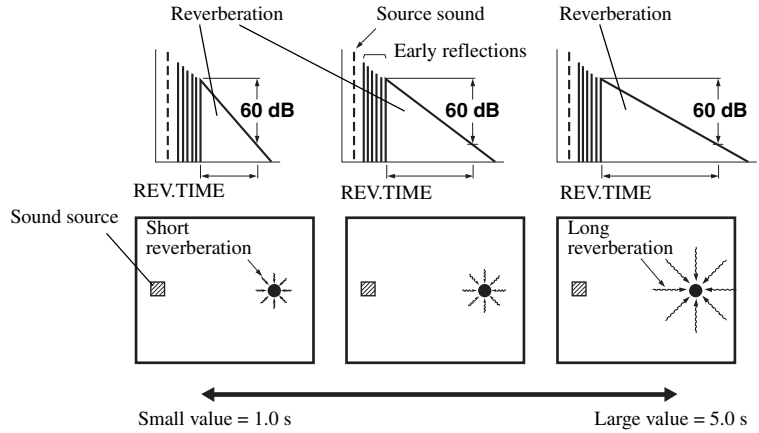 Reverberation
Source sound
Reverberation
Early reflections
60 dB
60 dB
60 dB
REV.TIME
REV.TIME
REV.TIME
Sound source
Short
reverberation
Long
reverberation
Small value = 1.0 s
Large value = 5.0 s